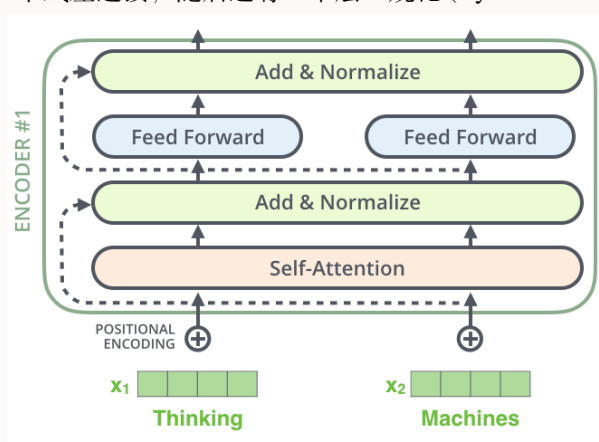 Add & Normalize
Feed Forward
Feed Forward
ENCODER #1
Add & Normalize
Self-Attention
POSITIONAL
ENCODING
x1
x2
Thinking
Machines